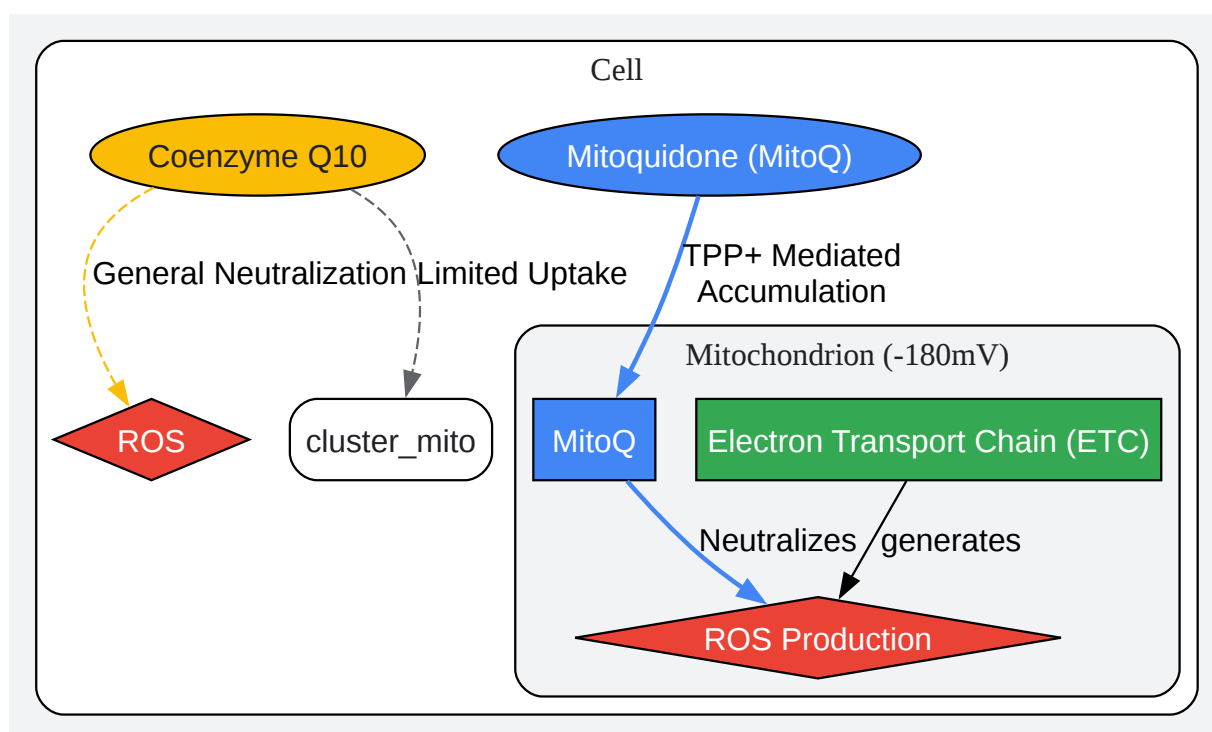 Cell
Coenzyme Q10
Mitoquidone (MitoQ)
General Neutralization
Limited Uptake
TPP+ Mediated
Accumulation
Mitochondrion (-180mV)
ROS
cluster_mito
MitoQ
Electron Transport Chain (ETC)
Neutralizes
generates
ROS Production